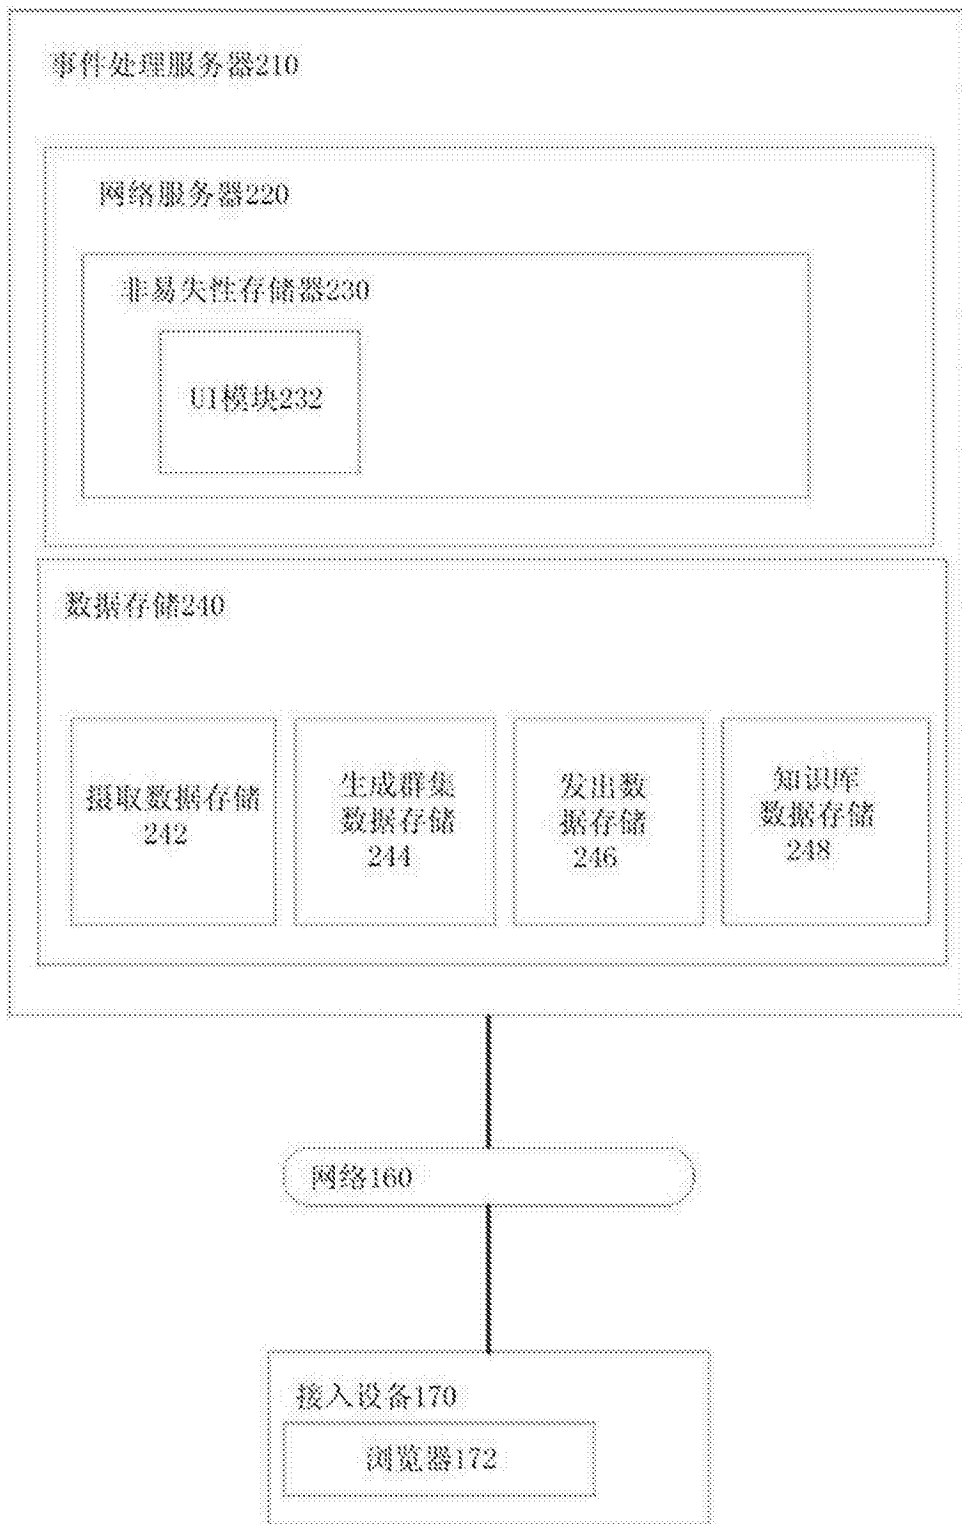 事件处理服务器210
网络服务器220
非易失性存储器230
UI模块232
数据存储240
摄取数据存储
242
生成群集
数据存储
244
发出数
据存储
246
知识库
数据存储
248
网络160
接入设备170
浏览器172